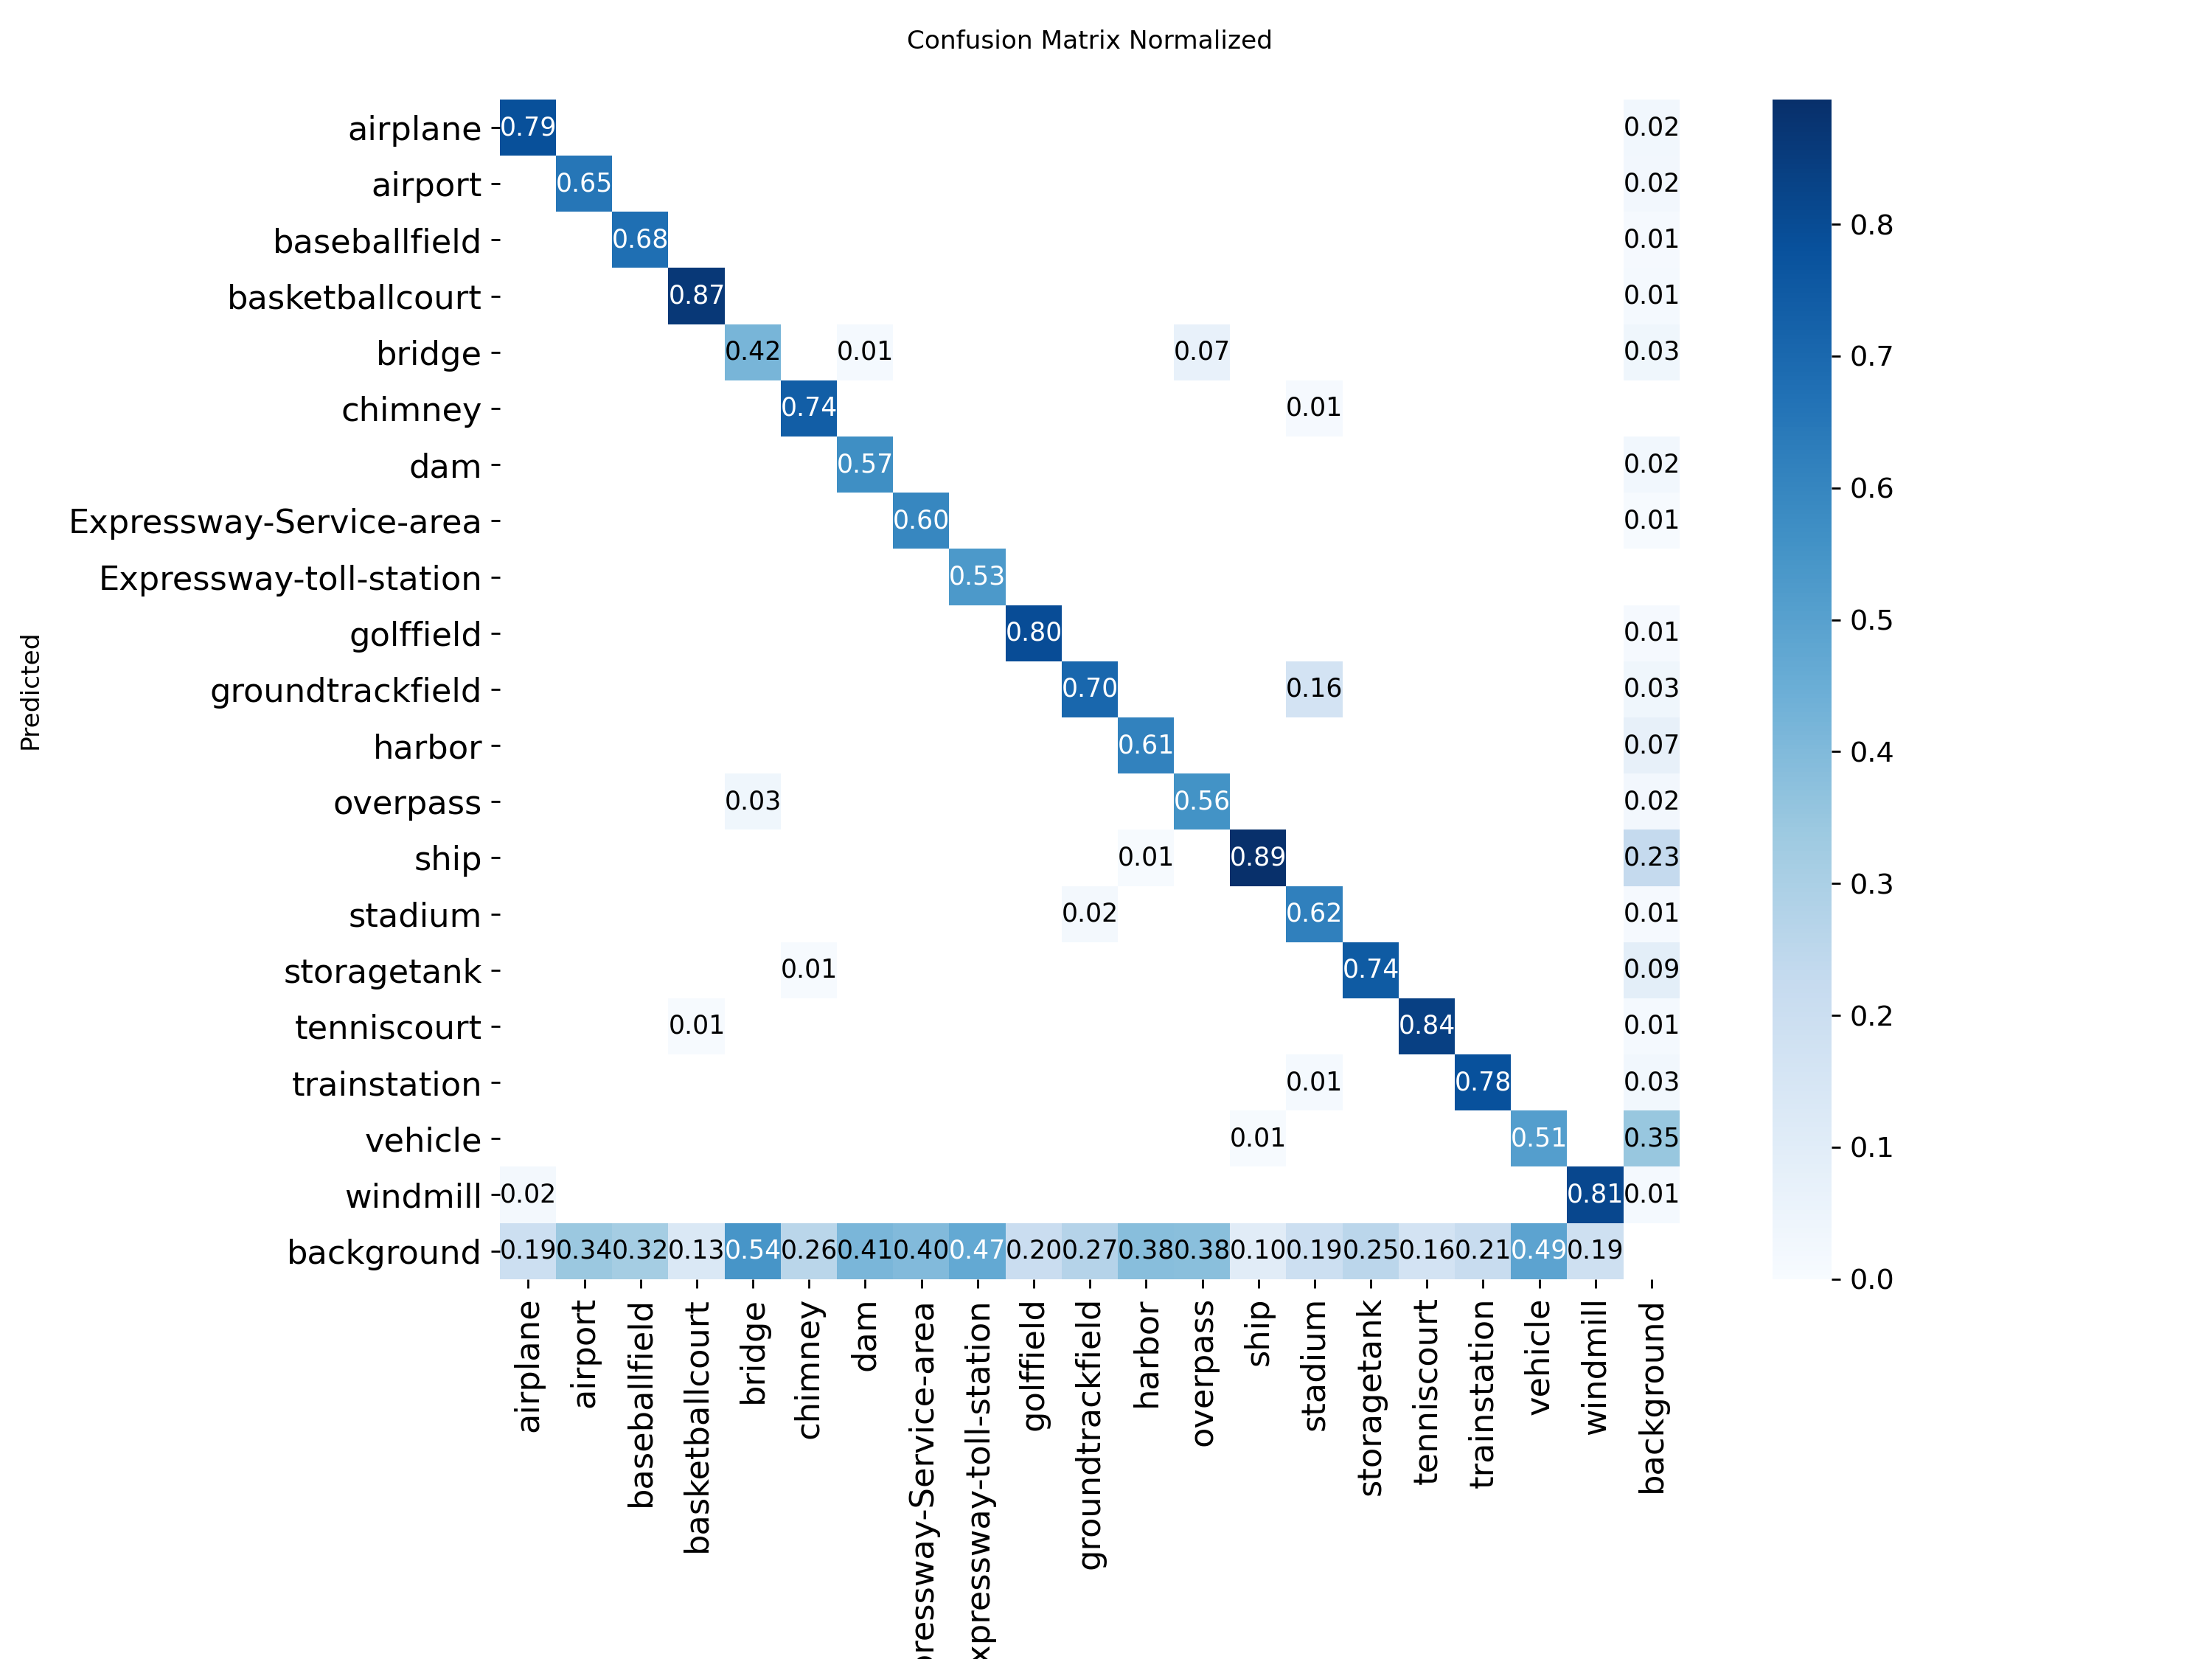 Confusion Matrix Normalized
airplane 0.79 0.02
airport 0.65 0.02
baseballfield 0.68 0.01
basketballcourt 0.87 0.01
bridge 0.42 0.01 0.07 0.03
chimney 0.74 0.01
dam 0.57 0.02
Expressway-Service-area 0.60 0.01
Expressway-toll-station 0.53
golffield 0.80 0.01
groundtrackfield 0.70 0.16 0.03
harbor 0.61 0.07
overpass 0.03 0.56 0.02
ship 0.01 0.89 0.23
stadium 0.02 0.62 0.01
storagetank 0.01 0.74 0.09
tenniscourt 0.01 0.84 0.01
trainstation 0.01 0.78 0.03
vehicle 0.01 0.51 0.35
windmill 0.02 0.81 0.01
background 0.19 0.34 0.32 0.13 0.54 0.26 0.41 0.40 0.47 0.20 0.27 0.38 0.38 0.10 0.19 0.25 0.16 0.21 0.49 0.19
Predicted
airplane
airport
baseballfield
basketballcourt
bridge
chimney
dam
pressway-Service-area
xpressway-toll-station
golffield
groundtrackfield
harbor
overpass
ship
stadium
storagetank
tenniscourt
trainstation
vehicle
windmill
background
0.8
0.7
0.6
0.5
0.4
0.3
0.2
0.1
0.0